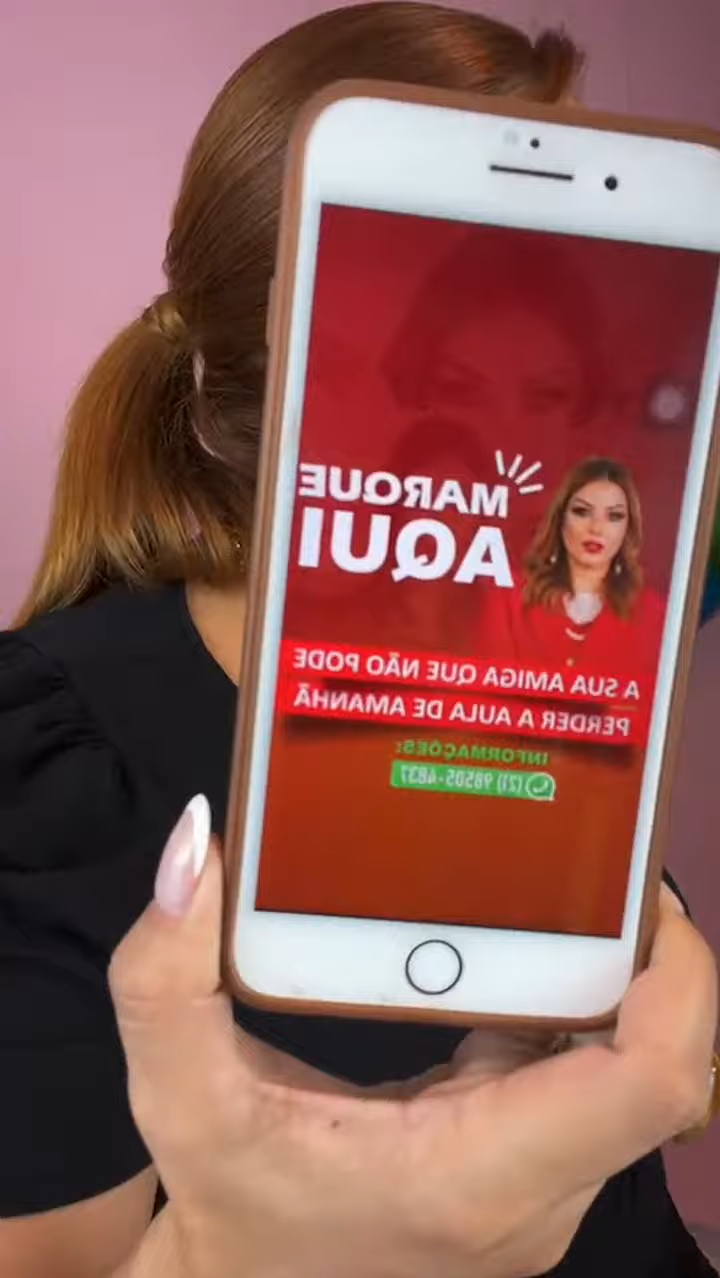 MARQUE
AQUI
A SUA AMIGA QUE NÃO PODE
PERDER A AULA DE AMANHÃ
INFORMAÇÕES:
(21) 98505-4837